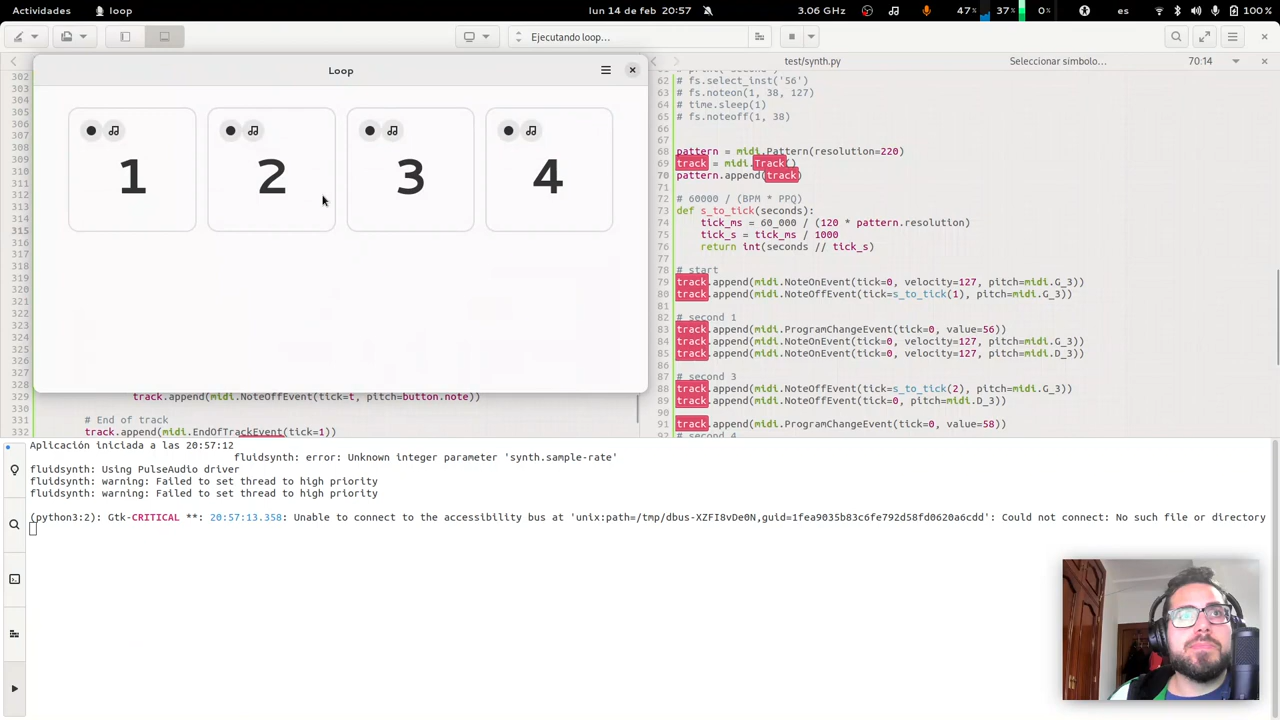 Actividades
loop
lun 14 de feb 20:57
3.06 GHz
47 %
37 %
0%
es
100 %
Ejecutando loop…
test/synth.py
Seleccionar símbolo…
70:14
Loop
1
2
3
4
302
303
304
305
306
307
308
309
310
311
312
313
314
315
316
317
318
319
320
321
322
323
324
325
326
327
328
329 track.append(midi.NoteOffEvent(tick=t, pitch=button.note))
330
331 # End of track
332 track.append(midi.EndOfTrackEvent(tick=1))
62 # fs.select_inst('56')
63 # fs.noteon(1, 38, 127)
64 # time.sleep(1)
65 # fs.noteoff(1, 38)
66
67
68 pattern = midi.Pattern(resolution=220)
69 track = midi.Track()
70 pattern.append(track)
71
72 # 60000 / (BPM * PPQ)
73 def s_to_tick(seconds):
74 tick_ms = 60_000 / (120 * pattern.resolution)
75 tick_s = tick_ms / 1000
76 return int(seconds // tick_s)
77
78 # start
79 track.append(midi.NoteOnEvent(tick=0, velocity=127, pitch=midi.G_3))
80 track.append(midi.NoteOffEvent(tick=s_to_tick(1), pitch=midi.G_3))
81
82 # second 1
83 track.append(midi.ProgramChangeEvent(tick=0, value=56))
84 track.append(midi.NoteOnEvent(tick=0, velocity=127, pitch=midi.G_3))
85 track.append(midi.NoteOnEvent(tick=0, velocity=127, pitch=midi.D_3))
86
87 # second 3
88 track.append(midi.NoteOffEvent(tick=s_to_tick(2), pitch=midi.G_3))
89 track.append(midi.NoteOffEvent(tick=0, pitch=midi.D_3))
90
91 track.append(midi.ProgramChangeEvent(tick=0, value=58))
92 # second 4
Aplicación iniciada a las 20:57:12
fluidsynth: error: Unknown integer parameter 'synth.sample-rate'
fluidsynth: Using PulseAudio driver
fluidsynth: warning: Failed to set thread to high priority
fluidsynth: warning: Failed to set thread to high priority
(python3:2): Gtk-CRITICAL **: 20:57:13.358: Unable to connect to the accessibility bus at 'unix:path=/tmp/dbus-XZFI8vDe0N,guid=1fea9035b83c6fe792d58fd0620a6cdd': Could not connect: No such file or directory